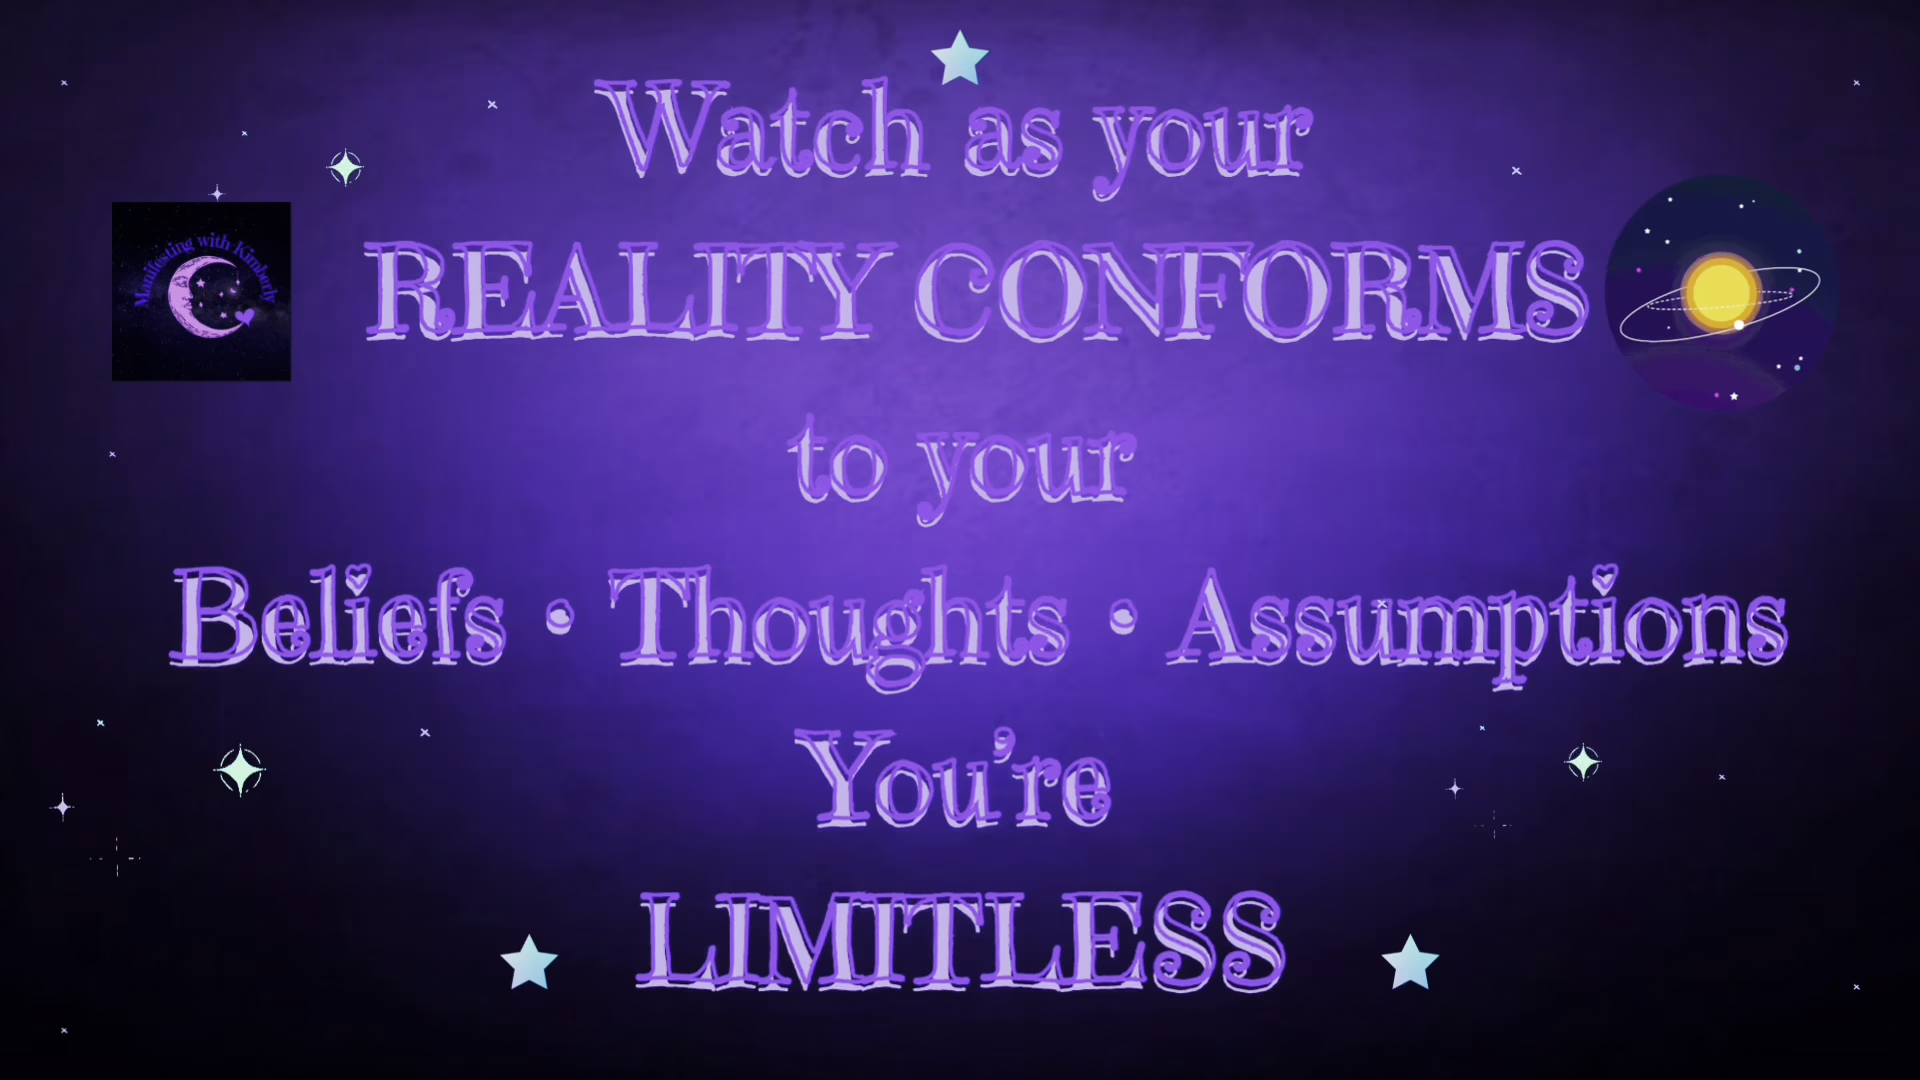 Watch as your
Manifesting with Kimberly
REALITY CONFORMS
to your
Beliefs • Thoughts • Assumptions
You're
LIMITLESS